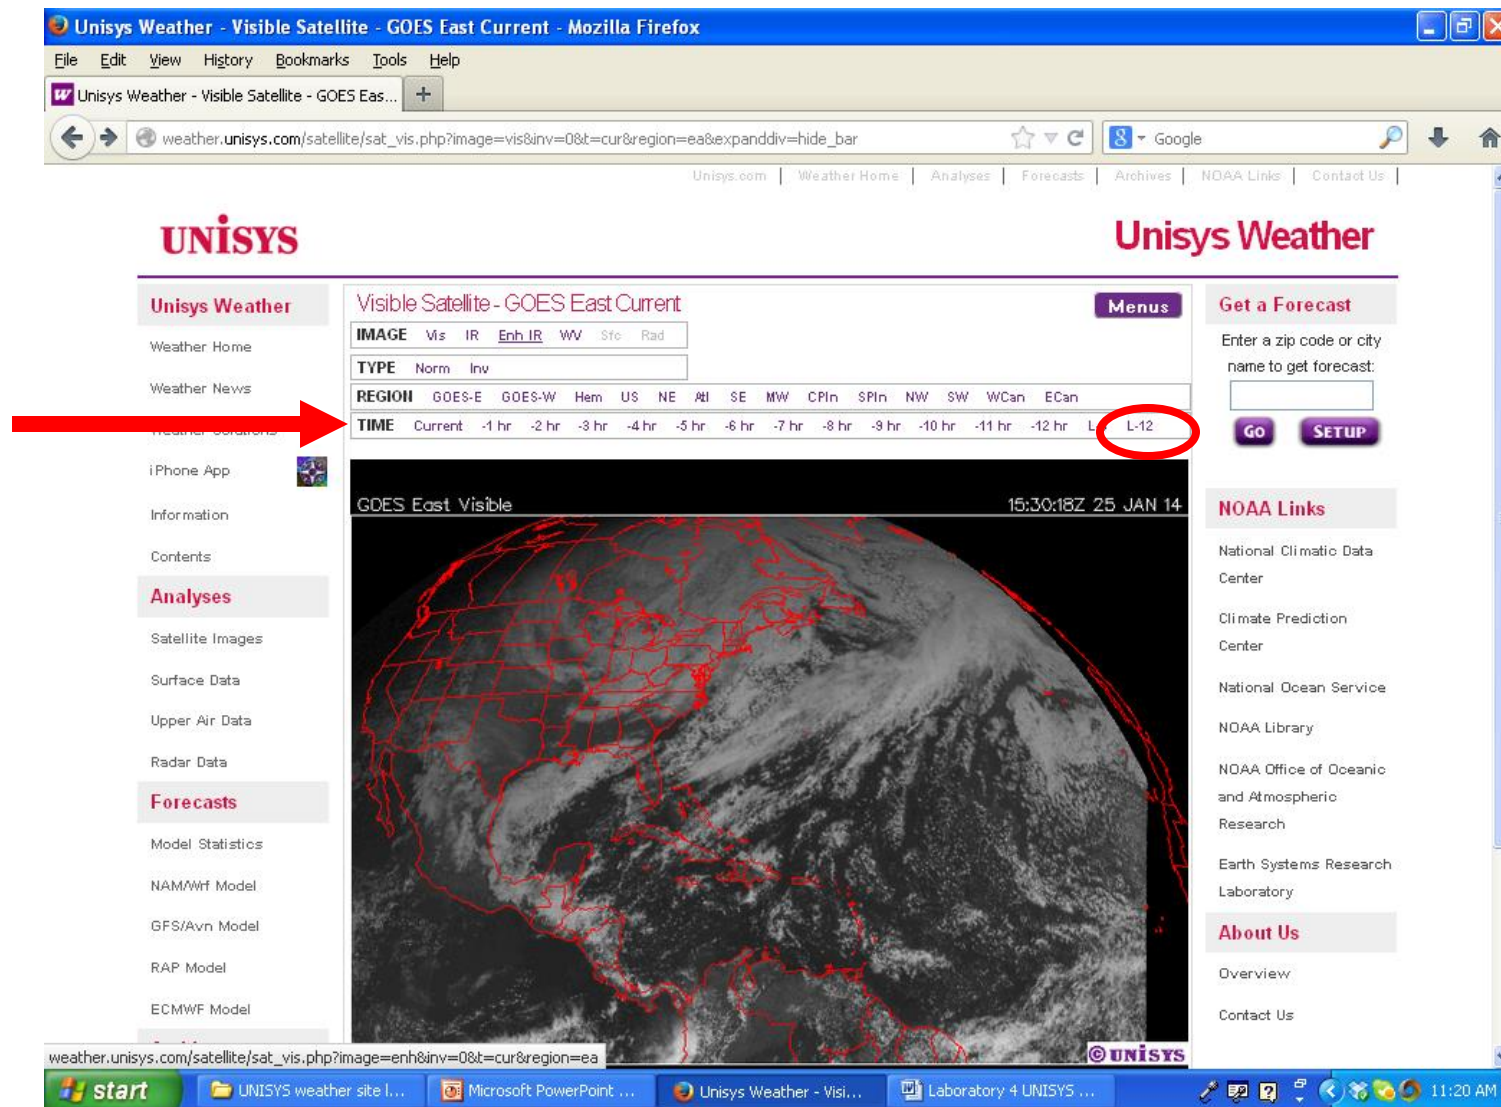 Unisys Weather - Visible Satellite - GOES East Current - Mozilla Firefox
File Edit View History Bookmarks Tools Help
Unisys Weather - Visible Satellite - GOES Eas... +
weather.unisys.com/satellite/sat_vis.php?image=vis&inv=0&t=cur&region=ea&expanddiv=hide_bar
Google
Unisys.com | Weather Home | Analyses | Forecasts | Archives | NOAA Links | Contact Us |
UNISYS
Unisys Weather
Unisys Weather
Weather Home
Weather News
Weather Solutions
iPhone App
Information
Contents
Analyses
Satellite Images
Surface Data
Upper Air Data
Radar Data
Forecasts
Model Statistics
NAM/Wrf Model
GFS/Avn Model
RAP Model
ECMWF Model
Visible Satellite - GOES East Current
Menus
IMAGE Vis IR Enh IR WV Sfc Rad
TYPE Norm Inv
REGION GOES-E GOES-W Hem US NE Atl SE MW CPln SPln NW SW WCan ECan
TIME Current -1 hr -2 hr -3 hr -4 hr -5 hr -6 hr -7 hr -8 hr -9 hr -10 hr -11 hr -12 hr L-12
GOES East Visible 15:30:18Z 25 JAN 14
© UNISYS
Get a Forecast
Enter a zip code or city
name to get forecast:
GO SETUP
NOAA Links
National Climatic Data
Center
Climate Prediction
Center
National Ocean Service
NOAA Library
NOAA Office of Oceanic
and Atmospheric
Research
Earth Systems Research
Laboratory
About Us
Overview
Contact Us
weather.unisys.com/satellite/sat_vis.php?image=enh&inv=0&t=cur&region=ea
start
UNISYS weather site l...
Microsoft PowerPoint ...
Unisys Weather - Visi...
Laboratory 4 UNISYS ...
11:20 AM